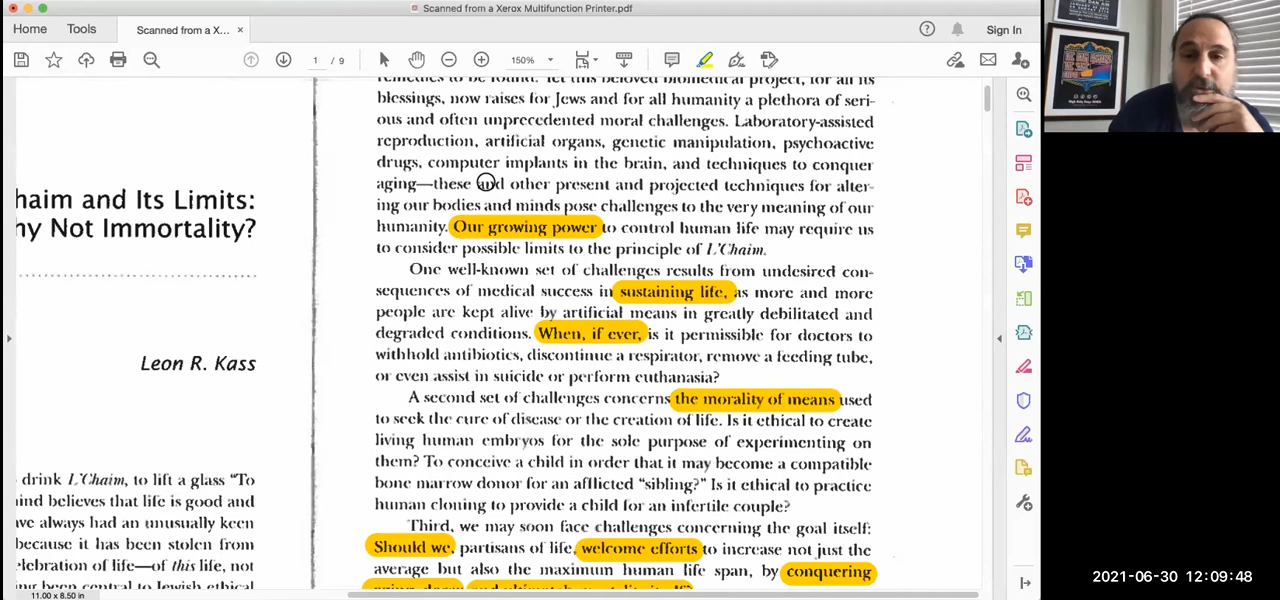 Scanned from a Xerox Multifunction Printer.pdf
Home
Tools
Scanned from a X...
×
Sign In
1 / 9
150%
blessings, now raises for Jews and for all humanity a plethora of seri-
ous and often unprecedented moral challenges. Laboratory-assisted
reproduction, artificial organs, genetic manipulation, psychoactive
drugs, computer implants in the brain, and techniques to conquer
aging—these and other present and projected techniques for alter-
ing our bodies and minds pose challenges to the very meaning of our
humanity. Our growing power to control human life may require us
to consider possible limits to the principle of L'Chaim.
One well-known set of challenges results from undesired con-
sequences of medical success in sustaining life, as more and more
people are kept alive by artificial means in greatly debilitated and
degraded conditions. When, if ever, is it permissible for doctors to
withhold antibiotics, discontinue a respirator, remove a feeding tube,
or even assist in suicide or perform euthanasia?
A second set of challenges concerns the morality of means used
to seek the cure of disease or the creation of life. Is it ethical to create
living human embryos for the sole purpose of experimenting on
them? To conceive a child in order that it may become a compatible
bone marrow donor for an afflicted "sibling?" Is it ethical to practice
human cloning to provide a child for an infertile couple?
Third, we may soon face challenges concerning the goal itself:
Should we, partisans of life, welcome efforts to increase not just the
average but also the maximum human life span, by conquering
haim and Its Limits:
hy Not Immortality?
Leon R. Kass
drink L'Chaim, to lift a glass "To
ind believes that life is good and
ve always had an unusually keen
because it has been stolen from
elebration of life—of this life, not
been central to Jewish ethical
11.00 x 8.50 in
2021-06-30 12:09:48